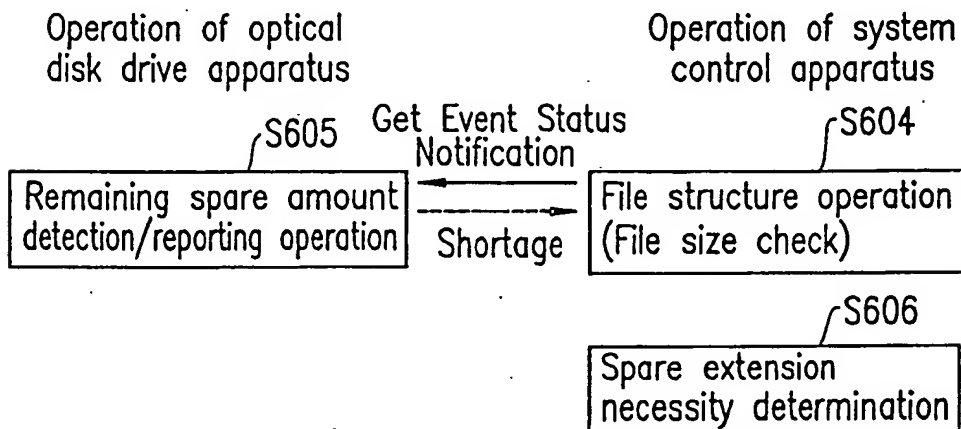 Operation of optical
disk drive apparatus
Operation of system
control apparatus
S605
Get Event Status
Notification
S604
Remaining spare amount
detection/reporting operation
Shortage
File structure operation
(File size check)
S606
Spare extension
necessity determination